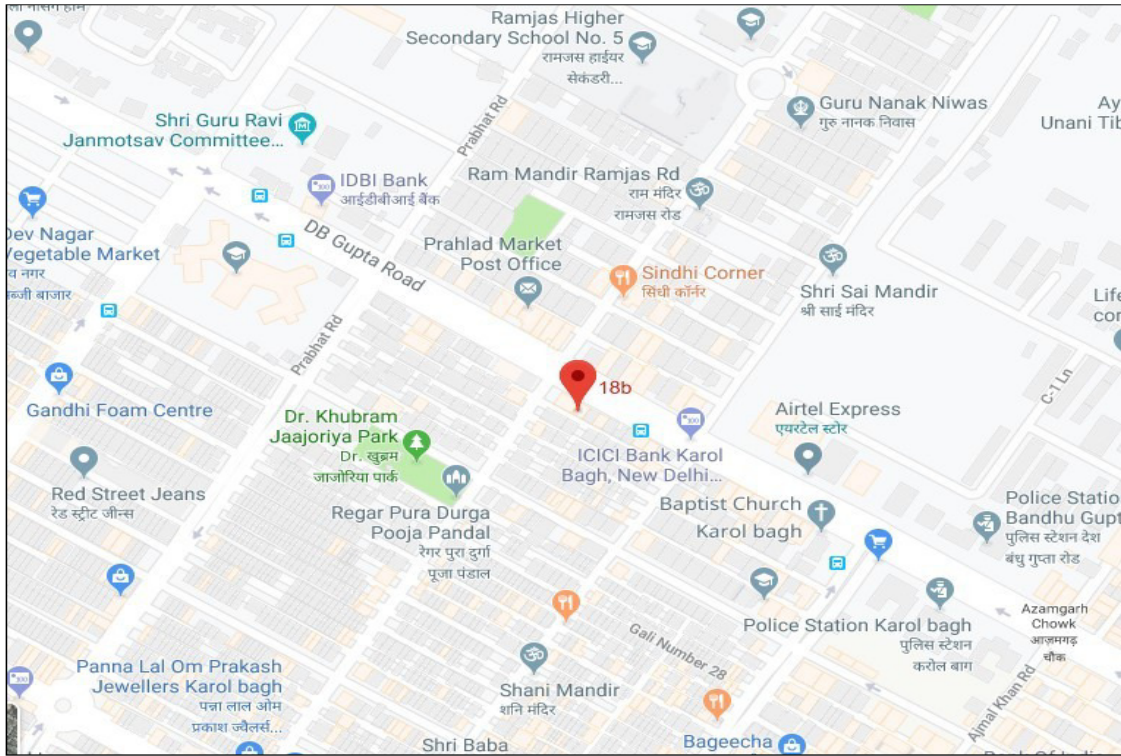 ला नर्सिंग होम
Ramjas Higher
Secondary School No. 5
रामजस हाईयर
सेकंडरी...
Prabhat Rd
Guru Nanak Niwas
गुरु नानक निवास
Ay
Unani Tib
Shri Guru Ravi
Janmotsav Committee...
IDBI Bank
आईडीबीआई बैंक
Ram Mandir Ramjas Rd
राम मंदिर
रामजस रोड
Dev Nagar
Vegetable Market
व नगर
ब्जी बाजार
DB Gupta Road
Prahlad Market
Post Office
Sindhi Corner
सिंधी कॉर्नर
Shri Sai Mandir
श्री साई मंदिर
Life
cor
Prabhat Rd
18b
C-1 Ln
Gandhi Foam Centre
Dr. Khubram
Jaajoriya Park
Dr. खुब्रम
जाजोरिया पार्क
ICICI Bank Karol
Bagh, New Delhi...
Airtel Express
एयरटेल स्टोर
Red Street Jeans
रेड स्ट्रीट जीन्स
Regar Pura Durga
Pooja Pandal
रेगर पुरा दुर्गा
पूजा पंडाल
Baptist Church
Karol bagh
Police Station
Bandhu Gupt
पुलिस स्टेशन देश
बंधु गुप्ता रोड
Police Station Karol bagh
पुलिस स्टेशन
करोल बाग
Azamgarh
Chowk
आज़मगढ़
चौक
Gali Number 28
Panna Lal Om Prakash
Jewellers Karol bagh
पन्ना लाल ओम
प्रकाश ज्वैलर्स...
Shani Mandir
शनि मंदिर
Ajmal Khan Rd
Shri Baba
Bageecha